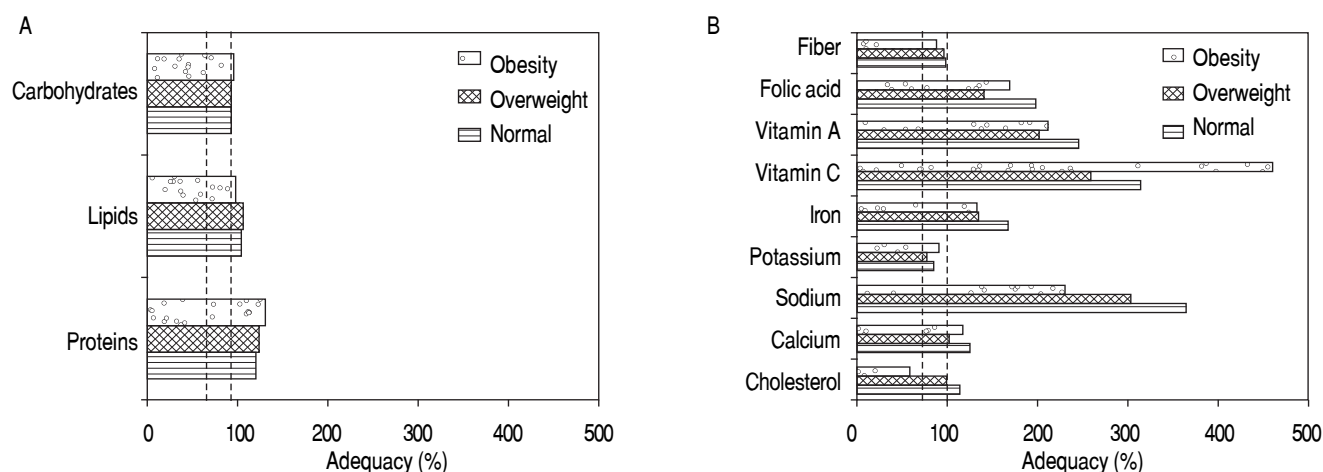 A
Carbohydrates
Lipids
Proteins
Obesity
Overweight
Normal
0 100 200 300 400 500
Adequacy (%)
B
Fiber
Folic acid
Vitamin A
Vitamin C
Iron
Potassium
Sodium
Calcium
Cholesterol
Obesity
Overweight
Normal
0 100 200 300 400 500
Adequacy (%)